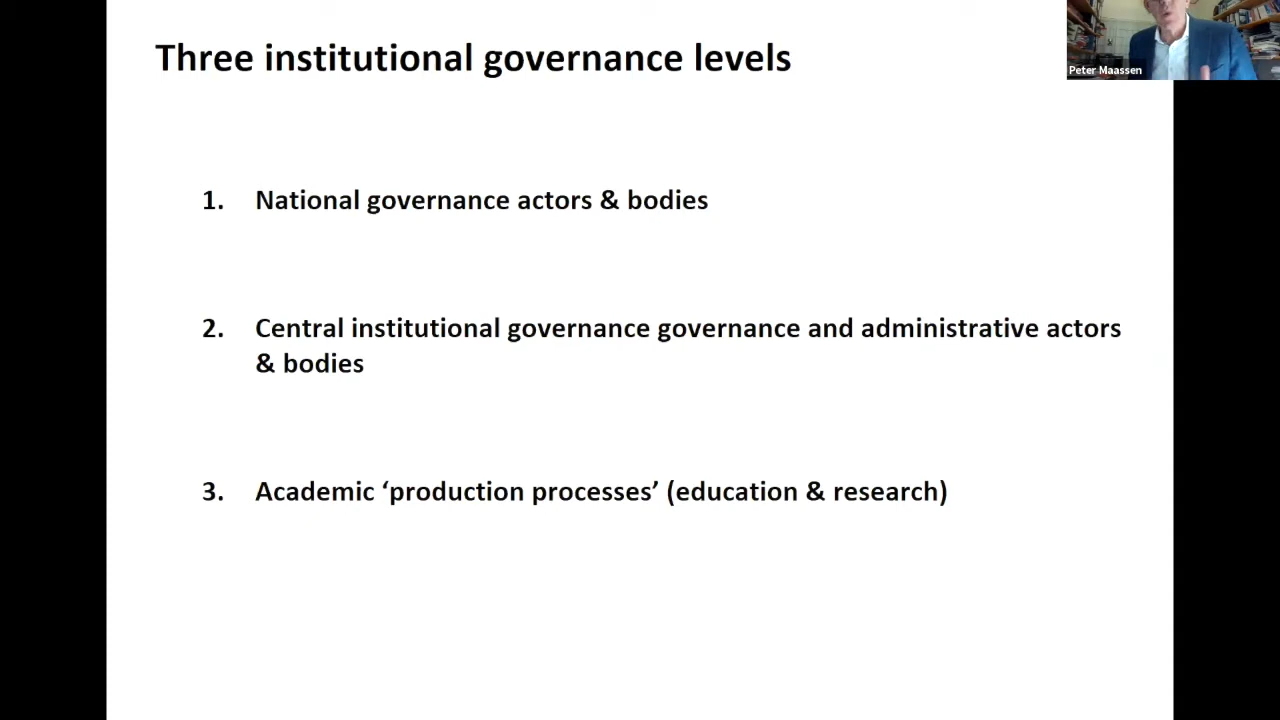 Three institutional governance levels
Peter Maassen
1. National governance actors & bodies
2. Central institutional governance governance and administrative actors
& bodies
3. Academic ‘production processes’ (education & research)